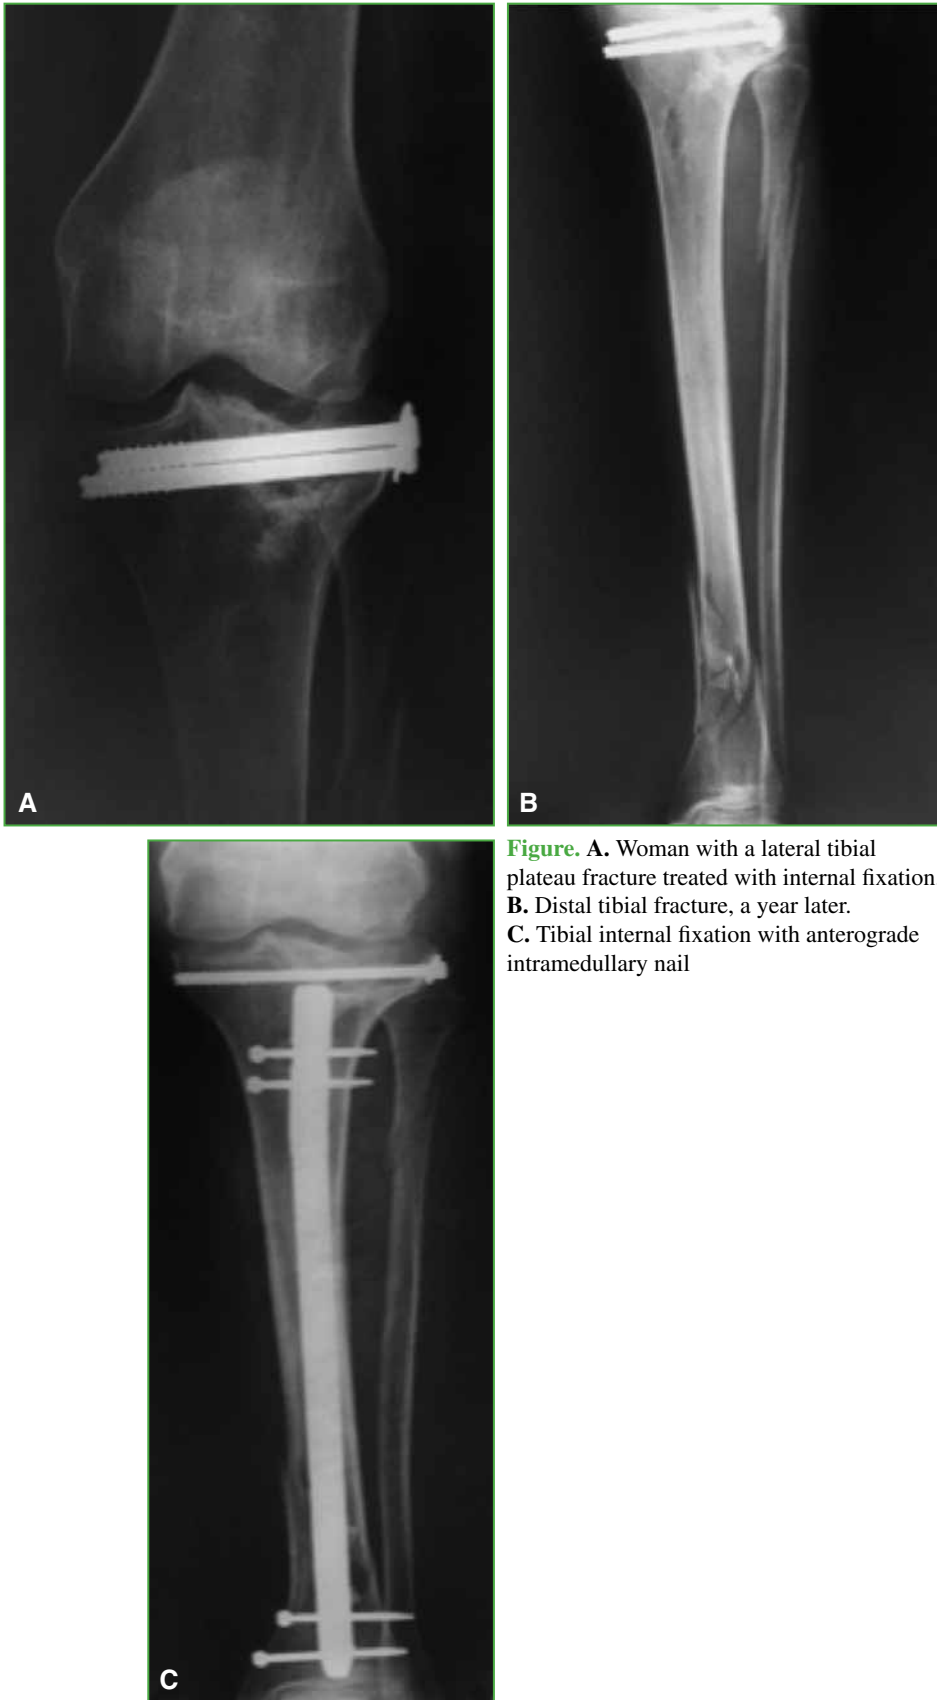 A
B
Figure. A. Woman with a lateral tibial
plateau fracture treated with internal fixation
B. Distal tibial fracture, a year later.
C. Tibial internal fixation with anterograde
intramedullary nail
C